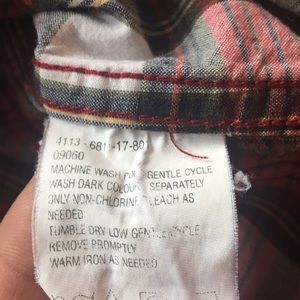 4113 - 681 -17-801
09060
MACHINE WASH GENTLE CYCLE
WASH DARK COLOURS SEPARATELY
ONLY NON-CHLORINE BLEACH AS
NEEDED
TUMBLE DRY LOW GENTLE CYCLE
REMOVE PROMPTLY
WARM IRON AS NEEDED